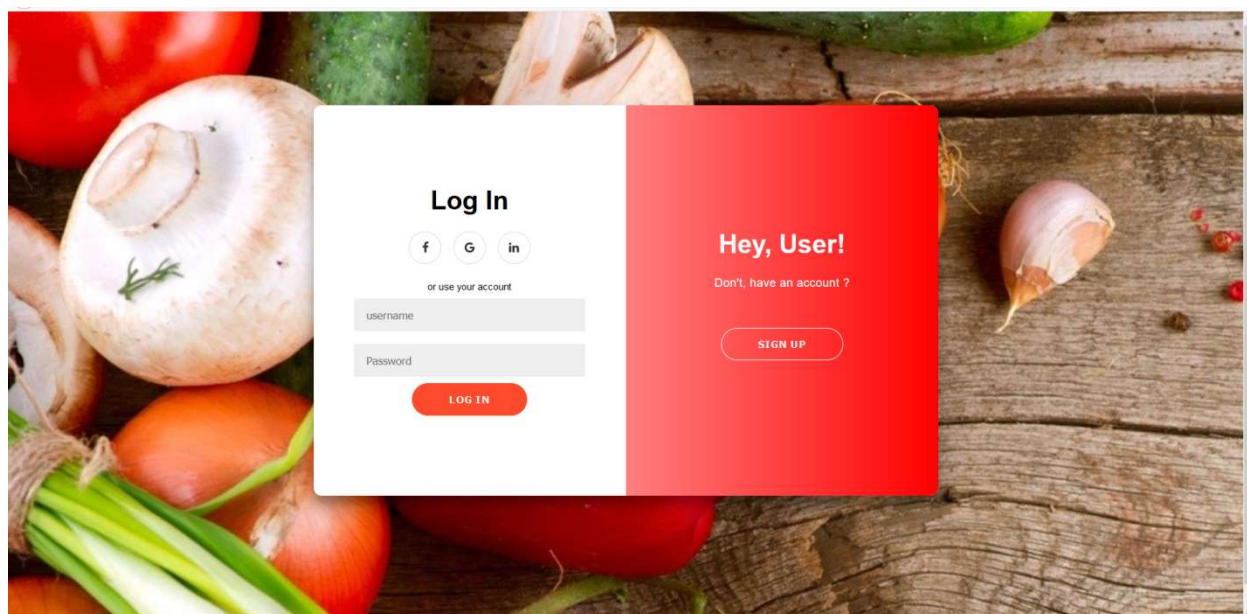 Log In
f G in
or use your account
username
Password
LOG IN
Hey, User!
Don't, have an account ?
SIGN UP